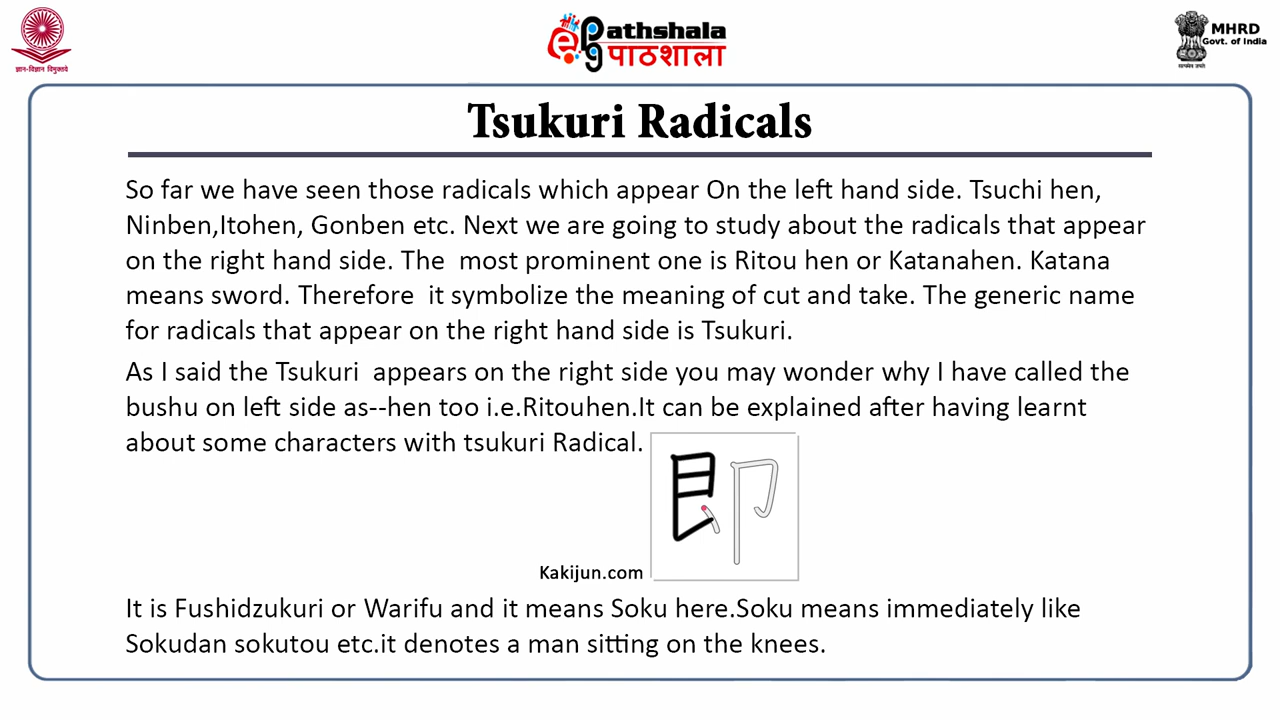 ज्ञान-विज्ञान विमुक्तये
e pg Pathshala
पाठशाला
MHRD
Govt. of India
सत्यमेव जयते
Tsukuri Radicals
So far we have seen those radicals which appear On the left hand side. Tsuchi hen,
Ninben,Itohen, Gonben etc. Next we are going to study about the radicals that appear
on the right hand side. The  most prominent one is Ritou hen or Katanahen. Katana
means sword. Therefore  it symbolize the meaning of cut and take. The generic name
for radicals that appear on the right hand side is Tsukuri.
As I said the Tsukuri  appears on the right side you may wonder why I have called the
bushu on left side as--hen too i.e.Ritouhen.It can be explained after having learnt
about some characters with tsukuri Radical.
即
Kakijun.com
It is Fushidzukuri or Warifu and it means Soku here.Soku means immediately like
Sokudan sokutou etc.it denotes a man sitting on the knees.